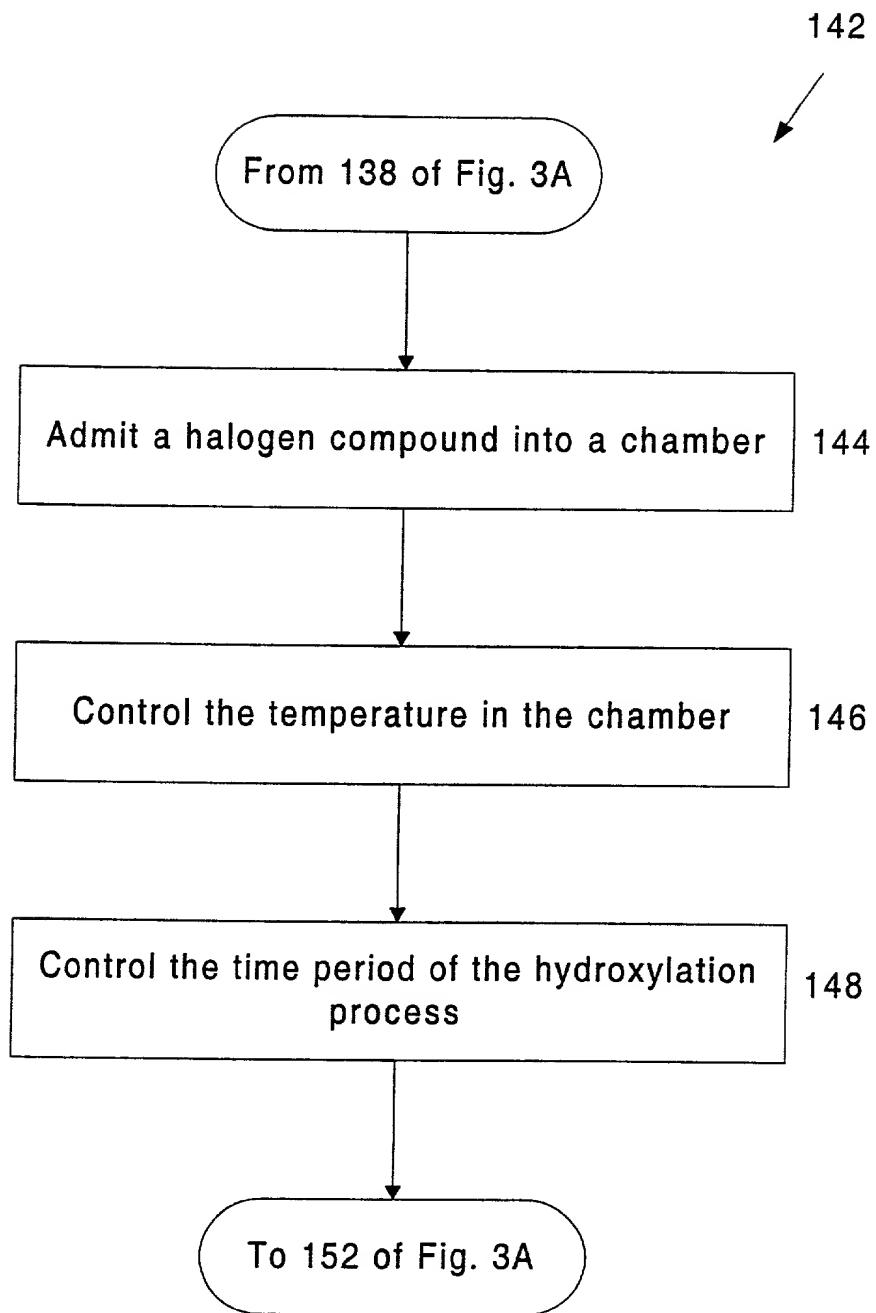 142
From 138 of Fig. 3A
Admit a halogen compound into a chamber
144
Control the temperature in the chamber
146
Control the time period of the hydroxylation
process
148
To 152 of Fig. 3A